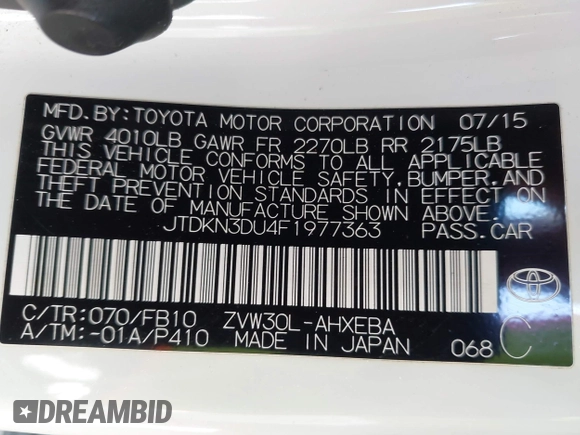 MFD. BY: TOYOTA MOTOR CORPORATION 07/15
GVWR 4010LB GAWR FR 2270LB RR 2175LB
THIS VEHICLE CONFORMS TO ALL APPLICABLE
FEDERAL MOTOR VEHICLE SAFETY, BUMPER, AND
THEFT PREVENTION STANDARDS IN EFFECT ON
THE DATE OF MANUFACTURE SHOWN ABOVE.
JTDKN3DU4F1977363 PASS. CAR
C/TR: 070/FB10 ZVW30L-AHXEBA
A/TM: -01A/P410 MADE IN JAPAN 068 C
DREAMBID